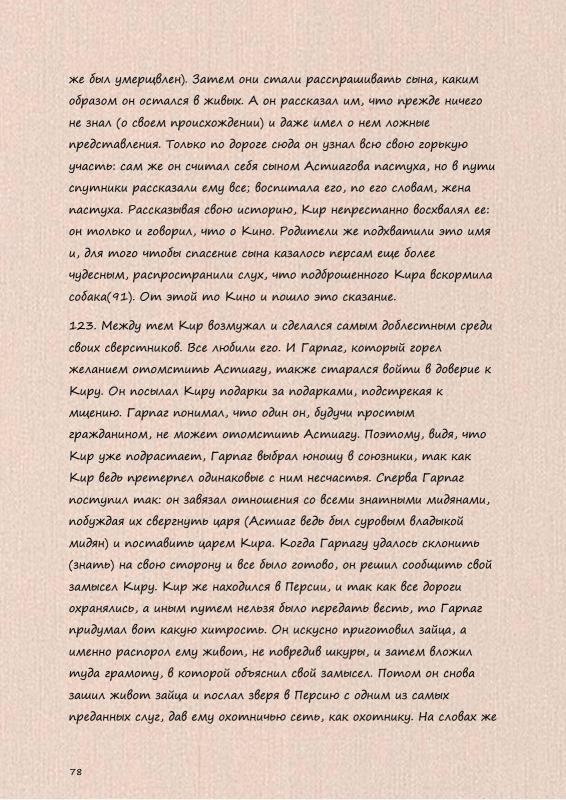 же был умерщвлен). Затем они стали расспрашивать сына, каким
образом он остался в живых. А он рассказал им, что прежде ничего
не знал (о своем происхождении) и даже имел о нем ложные
представления. Только по дороге сюда он узнал всю свою горькую
участь: сам же он считал себя сыном Астиагова пастуха, но в пути
спутники рассказали ему все; воспитала его, по его словам, жена
пастуха. Рассказывая свою историю, Кир непрестанно восхвалял ее:
он только и говорил, что о Кино. Родители же подхватили это имя
и, для того чтобы спасение сына казалось персам еще более
чудесным, распространили слух, что подброшенного Кира вскормила
собака(91). От этой то Кино и пошло это сказание.
123. Между тем Кир возмужал и сделался самым доблестным среди
своих сверстников. Все любили его. И Гарпаг, который горел
желанием отомстить Астиагу, также старался войти в доверие к
Киру. Он посылал Киру подарки за подарками, подстрекая к
мщению. Гарпаг понимал, что один он, будучи простым
гражданином, не может отомстить Астиагу. Поэтому, видя, что
Кир уже подрастает, Гарпаг выбрал юношу в союзники, так как
Кир ведь претерпел одинаковые с ним несчастья. Сперва Гарпаг
поступил так: он завязал отношения со всеми знатными мидянами,
побуждая их свергнуть царя (Астиаг ведь был суровым владыкой
мидян) и поставить царем Кира. Когда Гарпагу удалось склонить
(знать) на свою сторону и все было готово, он решил сообщить свой
замысел Киру. Кир же находился в Персии, и так как все дороги
охранялись, а иным путем нельзя было передать весть, то Гарпаг
придумал вот какую хитрость. Он искусно приготовил зайца, а
именно распорол ему живот, не повредив шкуры, и затем вложил
туда грамоту, в которой объяснил свой замысел. Потом он снова
зашил живот зайца и послал зверя в Персию с одним из самых
преданных слуг, дав ему охотничью сеть, как охотнику. На словах же
78